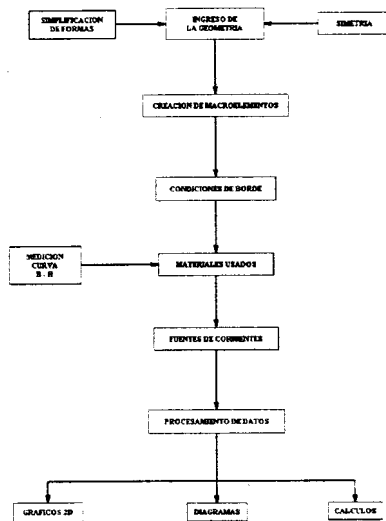 SIMPLIFICACION
DE FORMAS
INGRESO DE
LA GEOMETRIA
SIMETRIA
CREACION DE MACROELEMENTOS
CONDICIONES DE BORDE
MEDICION
CURVA
B - H
MATERIALES USADOS
FUENTES DE CORRIENTES
PROCESAMIENTO DE DATOS
GRAFICOS 2D
DIAGRAMAS
CALCULOS